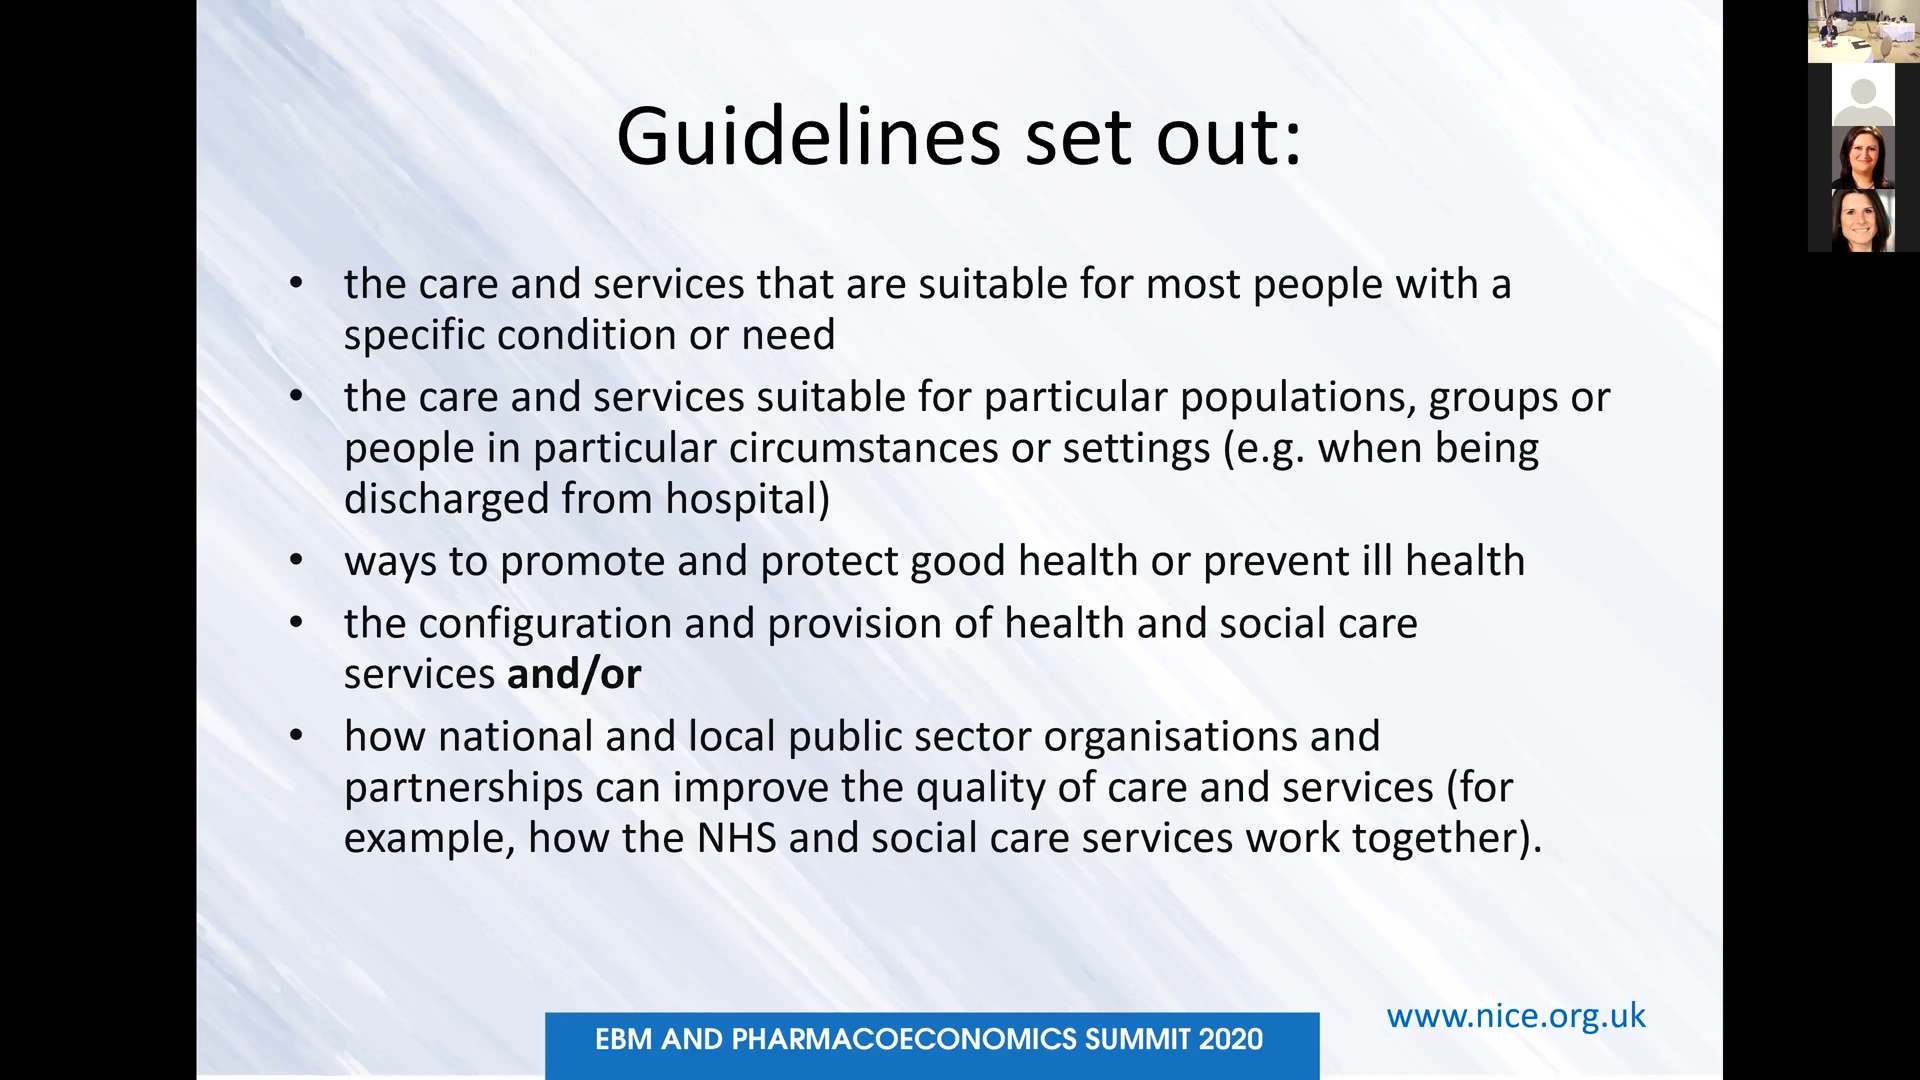 Guidelines set out:
• the care and services that are suitable for most people with a
specific condition or need
• the care and services suitable for particular populations, groups or
people in particular circumstances or settings (e.g. when being
discharged from hospital)
• ways to promote and protect good health or prevent ill health
• the configuration and provision of health and social care
services and/or
• how national and local public sector organisations and
partnerships can improve the quality of care and services (for
example, how the NHS and social care services work together).
www.nice.org.uk
EBM AND PHARMACOECONOMICS SUMMIT 2020